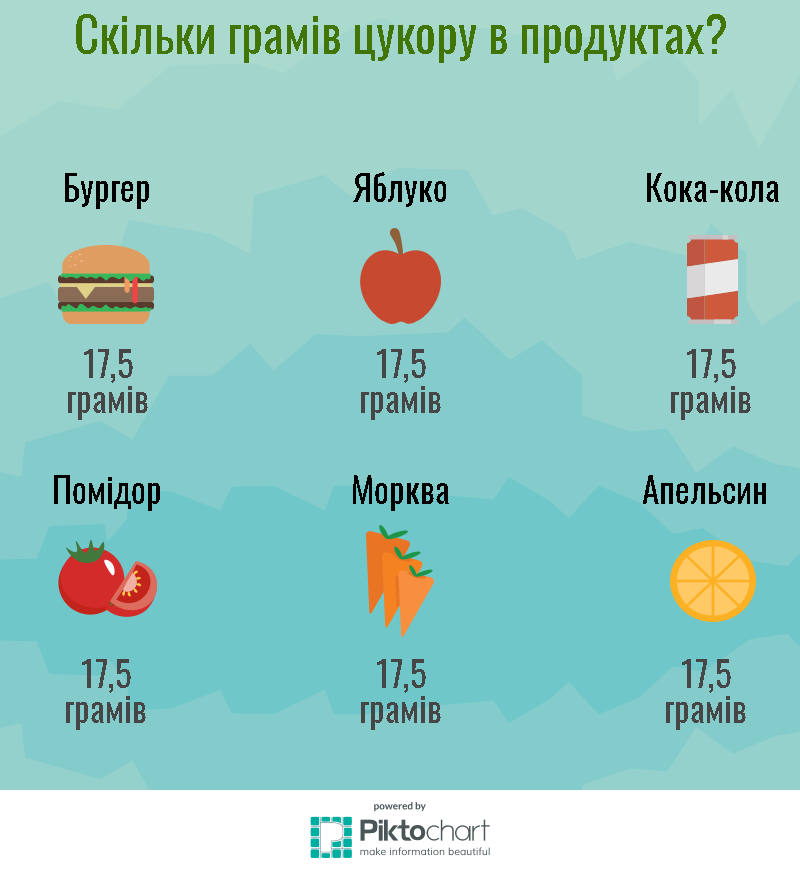 Скільки грамів цукору в продуктах?
Бургер
Яблуко
Кока-кола
17,5
грамів
17,5
грамів
17,5
грамів
Помідор
Морква
Апельсин
17,5
грамів
17,5
грамів
17,5
грамів
powered by
Piktochart
make information beautiful